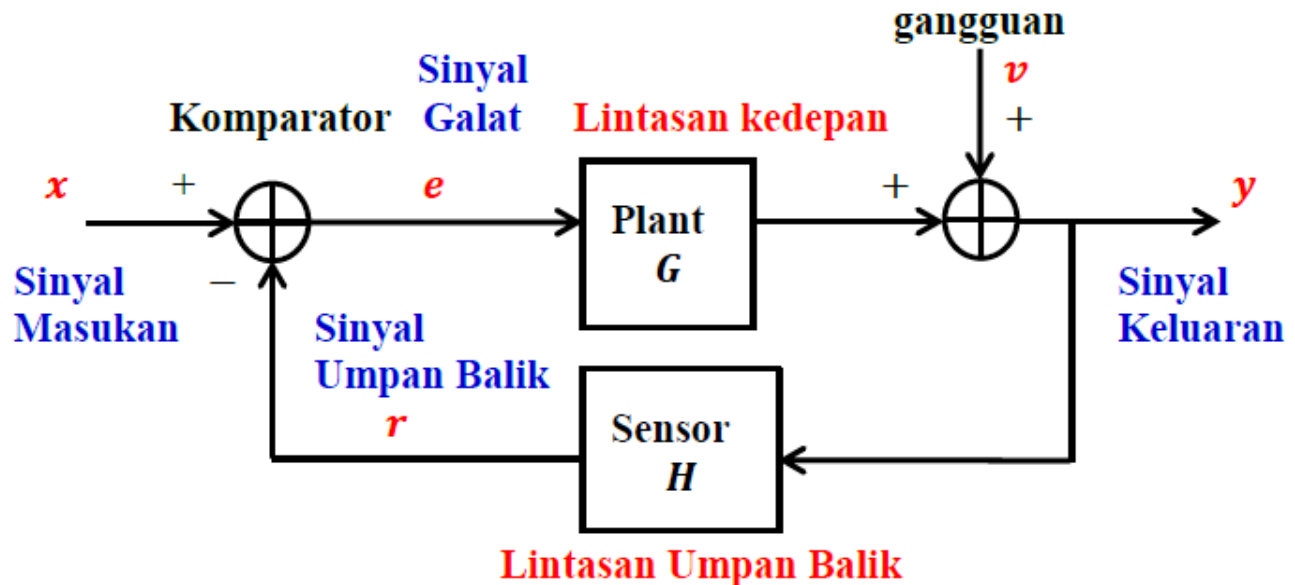 gangguan
v
+
Sinyal
Galat
Komparator
Lintasan kedepan
x
+
e
+
y
Plant
G
Sinyal
Masukan
−
Sinyal
Umpan Balik
r
Sinyal
Keluaran
Sensor
H
Lintasan Umpan Balik